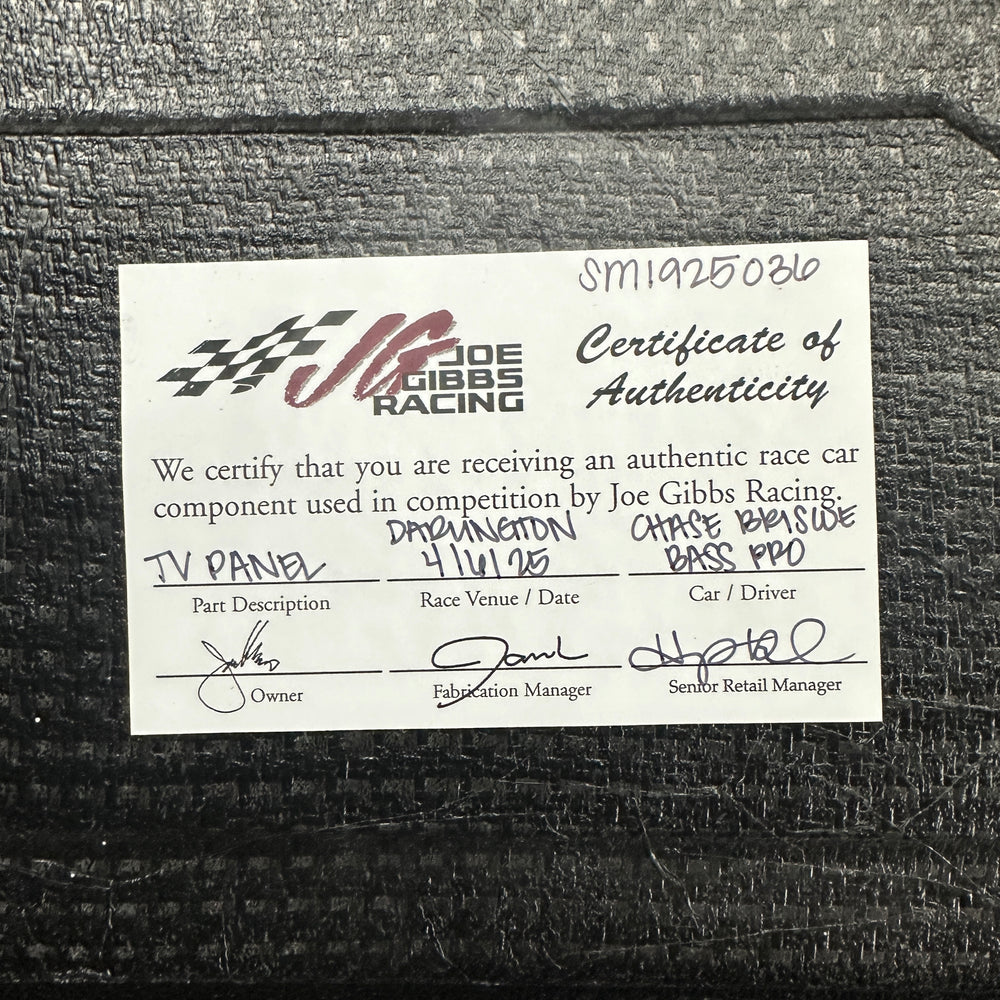 SM1925036
JG JOE
GIBBS
RACING
Certificate of
Authenticity
We certify that you are receiving an authentic race car
component used in competition by Joe Gibbs Racing.
TV PANEL
Part Description
DARLINGTON
4/6/25
Race Venue / Date
CHASE BRISCOE
BASS PRO
Car / Driver
Owner
Fabrication Manager
Senior Retail Manager